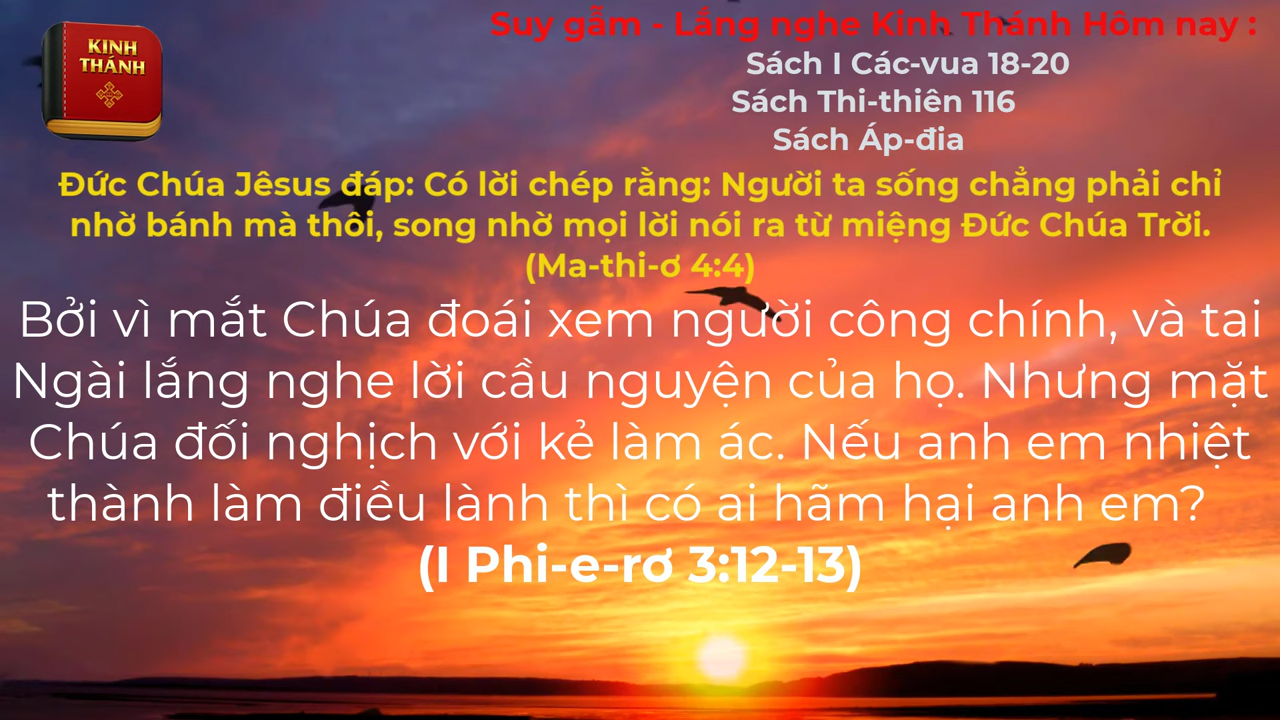 KINH
THÁNH
Suy gẫm - Lắng nghe Kinh Thánh Hôm nay :
Sách I Các-vua 18-20
Sách Thi-thiên 116
Sách Áp-đia
Đức Chúa Jêsus đáp: Có lời chép rằng: Người ta sống chẳng phải chỉ
nhờ bánh mà thôi, song nhờ mọi lời nói ra từ miệng Đức Chúa Trời.
(Ma-thi-ơ 4:4)
Bởi vì mắt Chúa đoái xem người công chính, và tai
Ngài lắng nghe lời cầu nguyện của họ. Nhưng mặt
Chúa đối nghịch với kẻ làm ác. Nếu anh em nhiệt
thành làm điều lành thì có ai hãm hại anh em?
(I Phi-e-rơ 3:12-13)